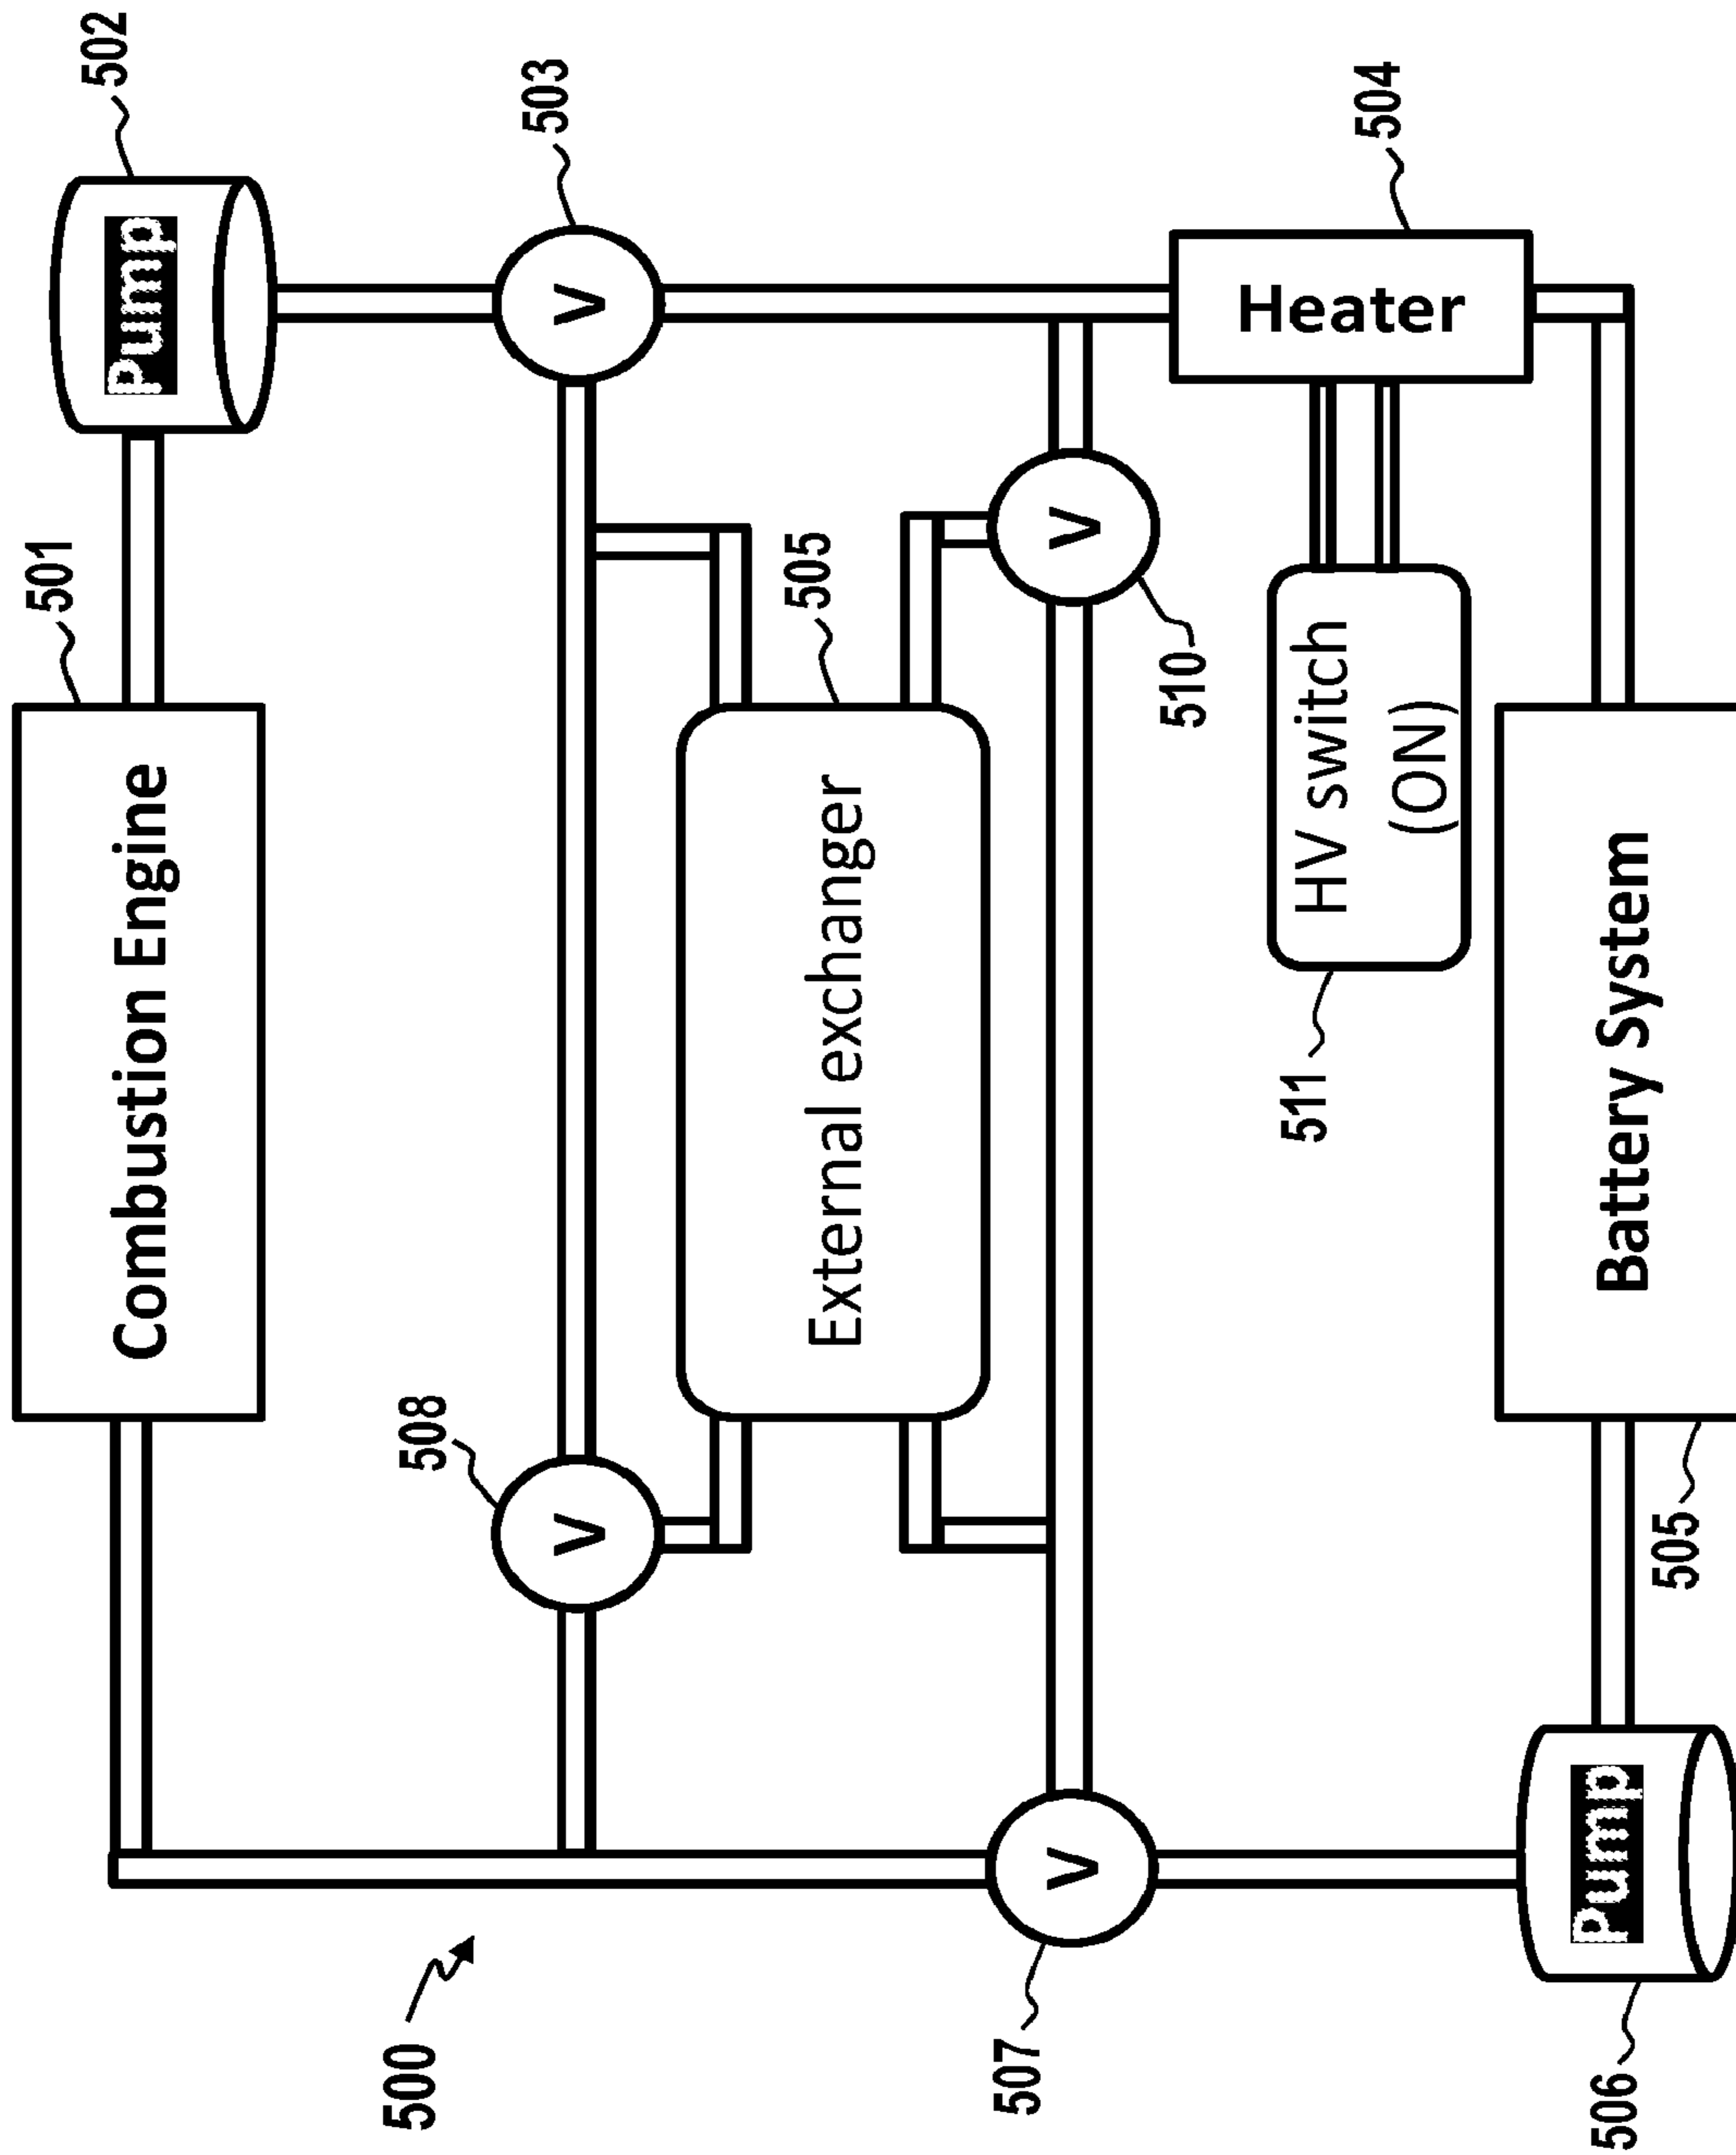 500
501
Combustion Engine
502
Pump
503
V
508
V
505
External exchanger
510
V
507
V
511
HV switch
(ON)
504
Heater
505
Battery System
506
Pump